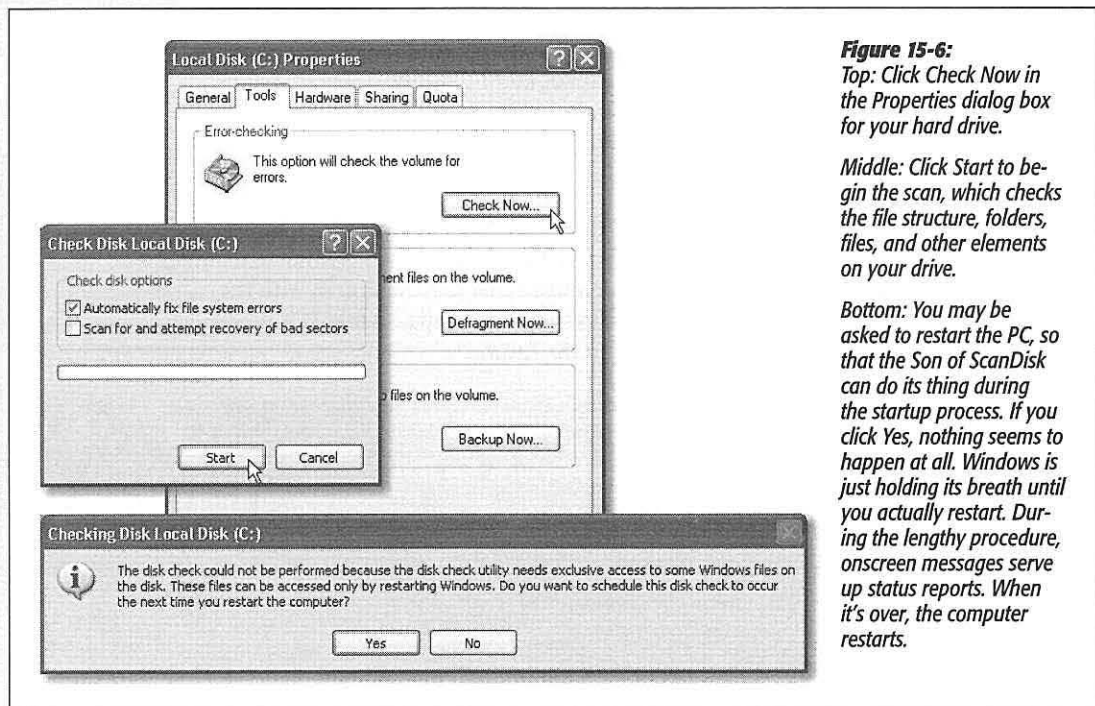 Local Disk (C:) Properties
General Tools Hardware Sharing Quota
Error-checking
This option will check the volume for
errors.
Check Now...
ent files on the volume.
Defragment Now...
files on the volume.
Backup Now...
Check Disk Local Disk (C:)
Check disk options
Automatically fix file system errors
Scan for and attempt recovery of bad sectors
Start Cancel
Checking Disk Local Disk (C:)
The disk check could not be performed because the disk check utility needs exclusive access to some Windows files on
the disk. These files can be accessed only by restarting Windows. Do you want to schedule this disk check to occur
the next time you restart the computer?
Yes No
Figure 15-6:
Top: Click Check Now in
the Properties dialog box
for your hard drive.
Middle: Click Start to be-
gin the scan, which checks
the file structure, folders,
files, and other elements
on your drive.
Bottom: You may be
asked to restart the PC, so
that the Son of ScanDisk
can do its thing during
the startup process. If you
click Yes, nothing seems to
happen at all. Windows is
just holding its breath until
you actually restart. Dur-
ing the lengthy procedure,
onscreen messages serve
up status reports. When
it's over, the computer
restarts.